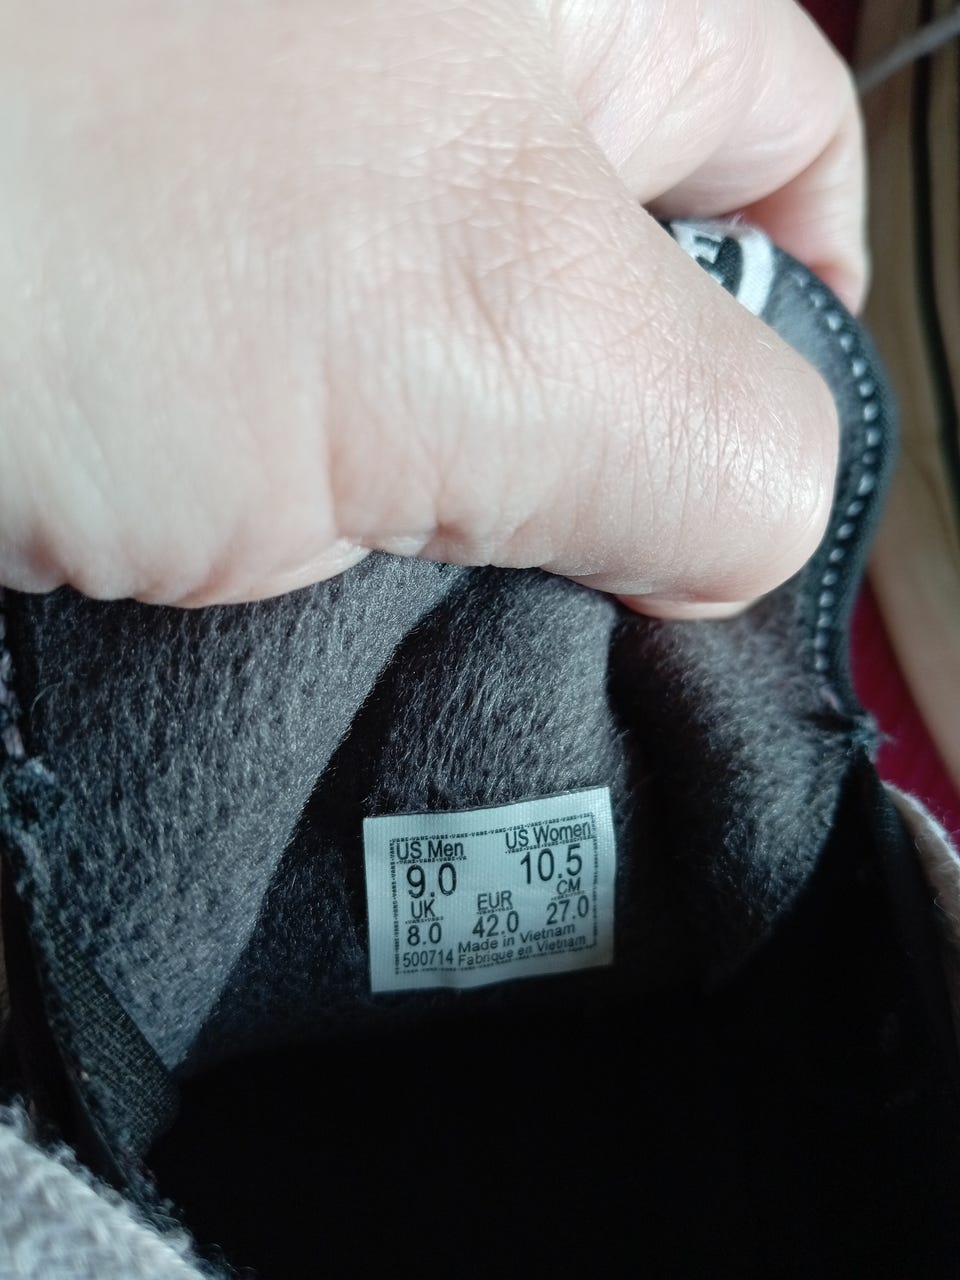 US Men US Women
9.0 10.5
UK EUR CM
8.0 42.0 27.0
Made in Vietnam
500714 Fabrique en Vietnam